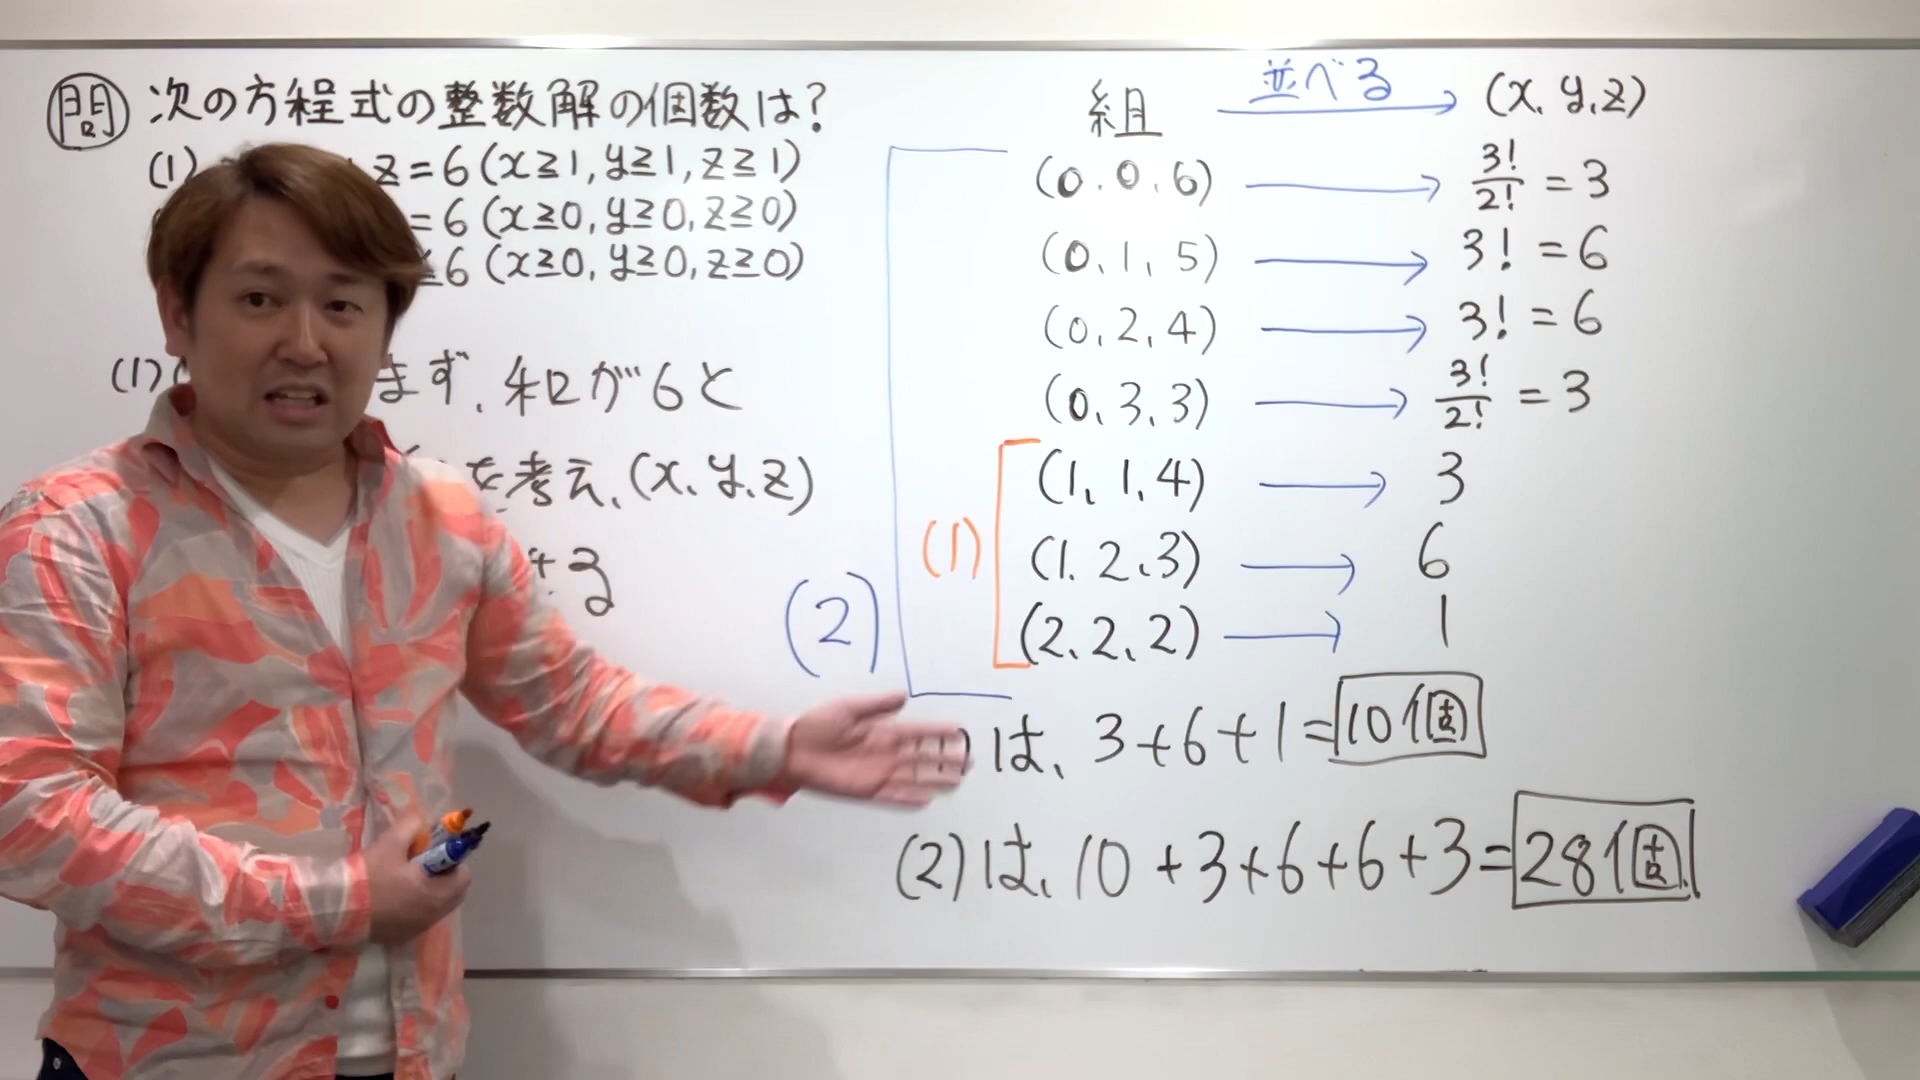 問 次の方程式の整数解の個数は?
(1) z=6(x≧1,y≧1,z≧1)
=6(x≧0,y≧0,z≧0)
≦6(x≧0,y≧0,z≧0)
(1) まず、和が6と
を考え、(x,y,z)
する
組 並べる (x,y,z)
(0,0,6) → 3!/2! =3
(0,1,5) → 3! =6
(0,2,4) → 3! =6
(0,3,3) → 3!/2! =3
(1,1,4) → 3
(1,2,3) → 6
(2,2,2) → 1
(1)
(2)
は、3+6+1=10個
(2)は、10+3+6+6+3=28個